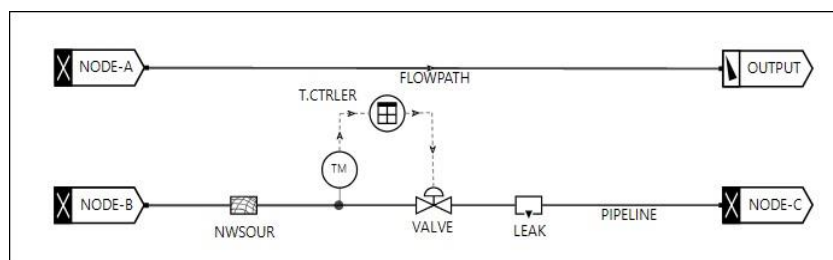 NODE-A
OUTPUT
FLOWPATH
T.CTRLER
TM
NODE-B
NWSOUR
VALVE
LEAK
PIPELINE
NODE-C